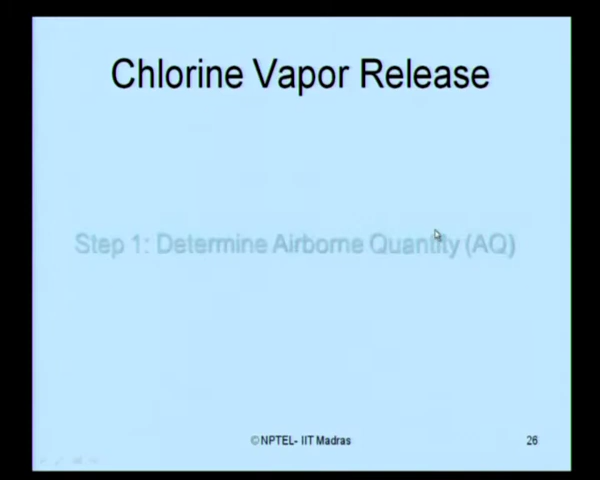 Chlorine Vapor Release
Step 1: Determine Airborne Quantity (AQ)
©NPTEL- IIT Madras
26